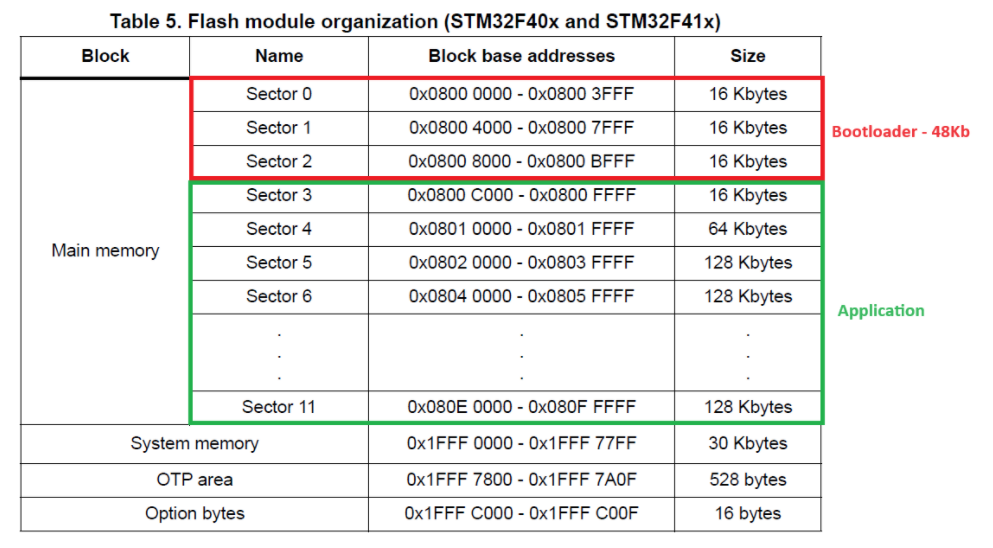 Table 5. Flash module organization (STM32F40x and STM32F41x)
Block Name Block base addresses Size
Sector 0 0x0800 0000 - 0x0800 3FFF 16 Kbytes
Sector 1 0x0800 4000 - 0x0800 7FFF 16 Kbytes
Bootloader - 48Kb
Sector 2 0x0800 8000 - 0x0800 BFFF 16 Kbytes
Sector 3 0x0800 C000 - 0x0800 FFFF 16 Kbytes
Sector 4 0x0801 0000 - 0x0801 FFFF 64 Kbytes
Main memory
Sector 5 0x0802 0000 - 0x0803 FFFF 128 Kbytes
Sector 6 0x0804 0000 - 0x0805 FFFF 128 Kbytes
Application
. . .
. . .
. . .
Sector 11 0x080E 0000 - 0x080F FFFF 128 Kbytes
System memory 0x1FFF 0000 - 0x1FFF 77FF 30 Kbytes
OTP area 0x1FFF 7800 - 0x1FFF 7A0F 528 bytes
Option bytes 0x1FFF C000 - 0x1FFF C00F 16 bytes